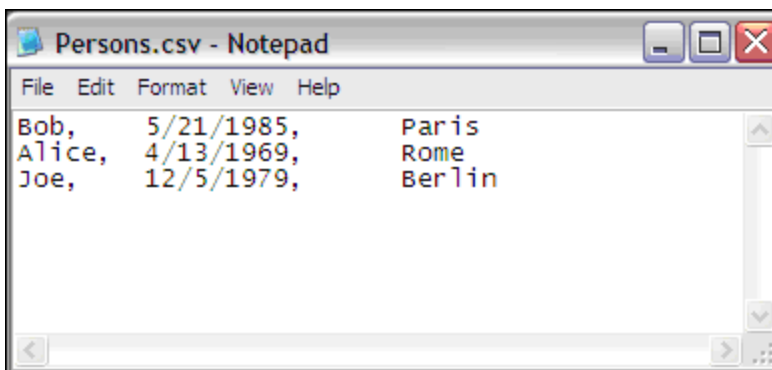 Persons.csv - Notepad
File Edit Format View Help
Bob, 5/21/1985, Paris
Alice, 4/13/1969, Rome
Joe, 12/5/1979, Berlin